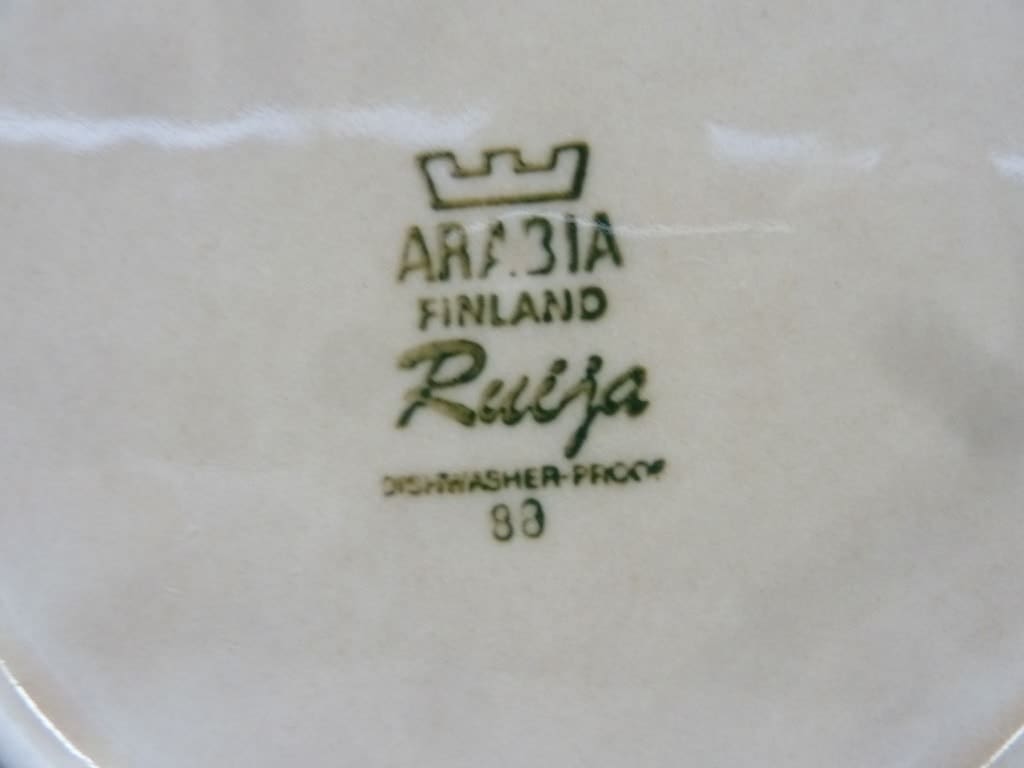 ARABIA
FINLAND
Ruija
DISHWASHER-PROOF
88